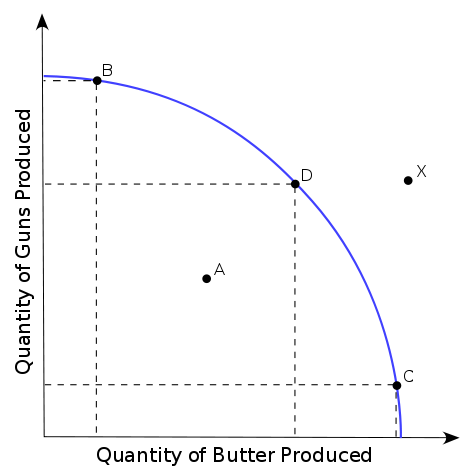 B
D
X
A
C
Quantity of Guns Produced
Quantity of Butter Produced